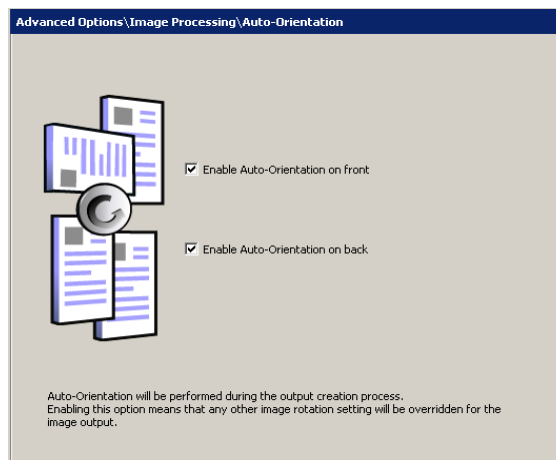 Advanced Options\Image Processing\Auto-Orientation
Enable Auto-Orientation on front
Enable Auto-Orientation on back
Auto-Orientation will be performed during the output creation process.
Enabling this option means that any other image rotation setting will be overridden for the
image output.